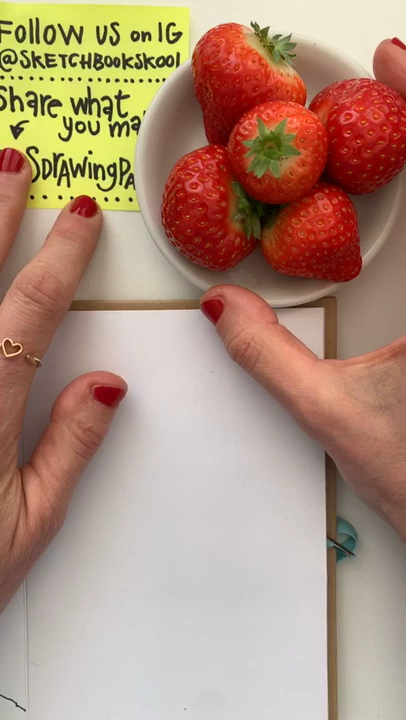 Follow us on IG
@SKETCHBOOKSKOOL
Share what
you ma
SDRAWINGPA